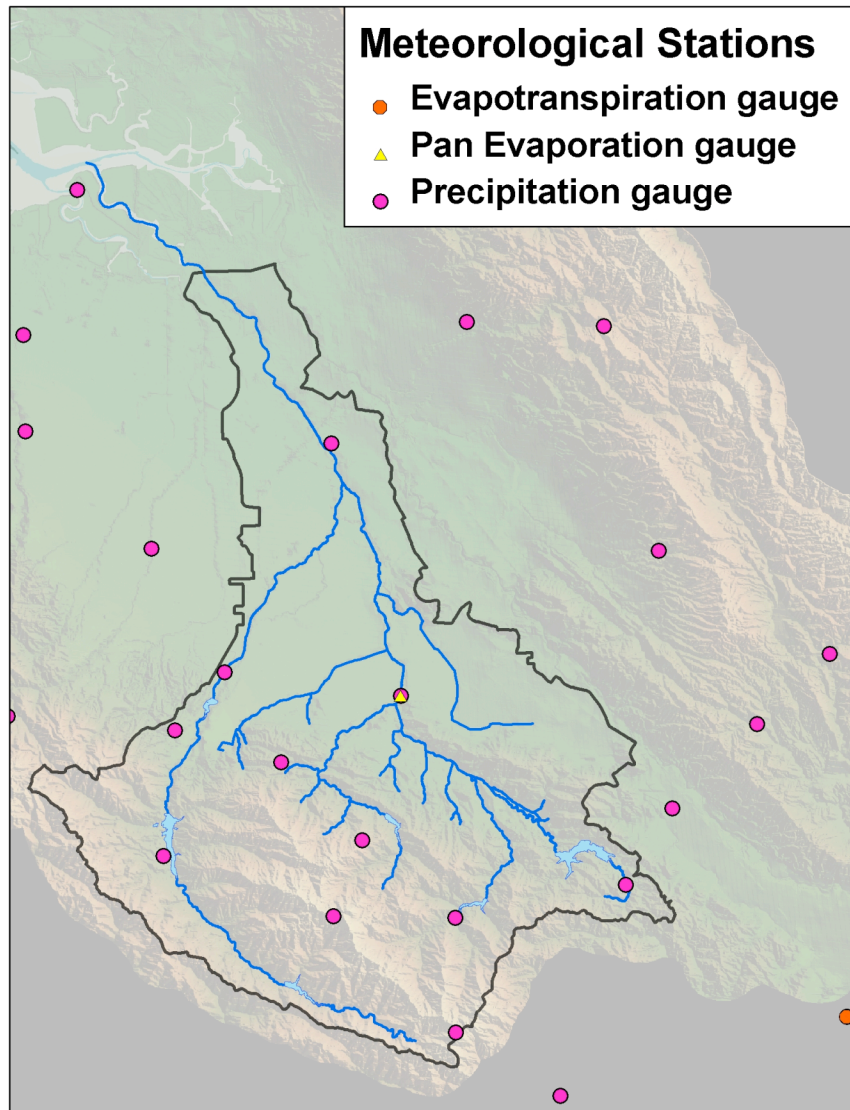 Meteorological Stations
Evapotranspiration gauge
Pan Evaporation gauge
Precipitation gauge